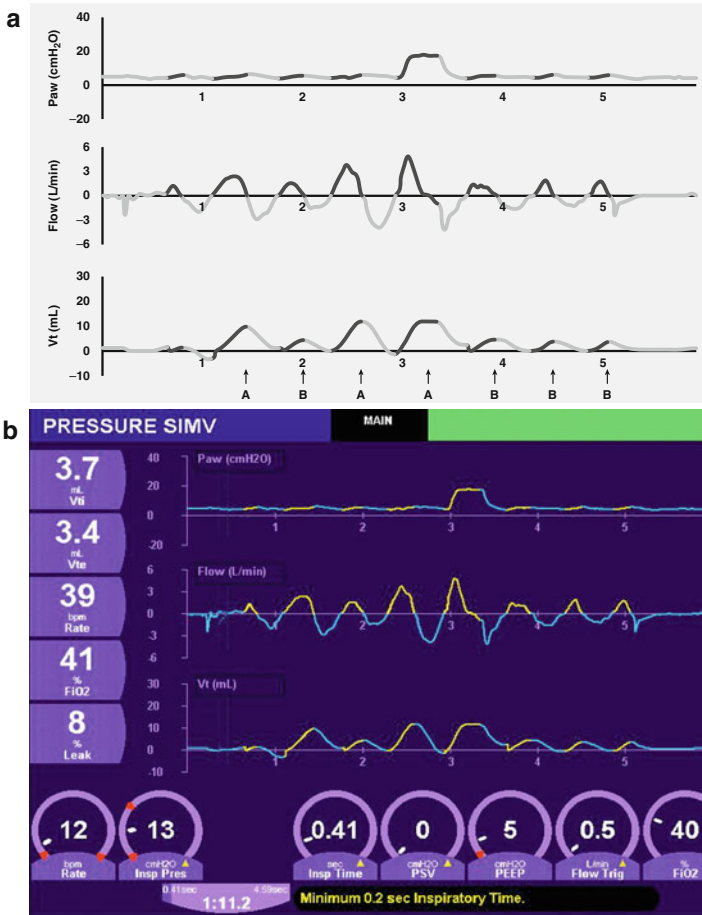 a
Paw (cmH2O)
40
20
0
–20
1 2 3 4 5
Flow (L/min)
6
3
0
–3
–6
1 2 3 4 5
Vt (mL)
30
20
10
0
–10
1 2 3 4 5
A B A A B B B
b
PRESSURE SIMV
MAIN
3.7
mL
Vti
3.4
mL
Vte
39
bpm
Rate
41
%
FiO2
8
%
Leak
Paw (cmH2O)
40
20
0
-20
1 2 3 4 5
Flow (L/min)
6
3
0
3
-6
1 2 3 4 5
Vt (mL)
30
20
10
0
-10
1 2 3 4 5
12 13 0.41 0 5 0.5 40
bpm cmH2O sec cmH2O cmH2O L/min %
Rate Insp Pres Insp Time PSV PEEP Flow Trig FiO2
0.41sec 4.59sec
1:11.2
Minimum 0.2 sec Inspiratory Time.